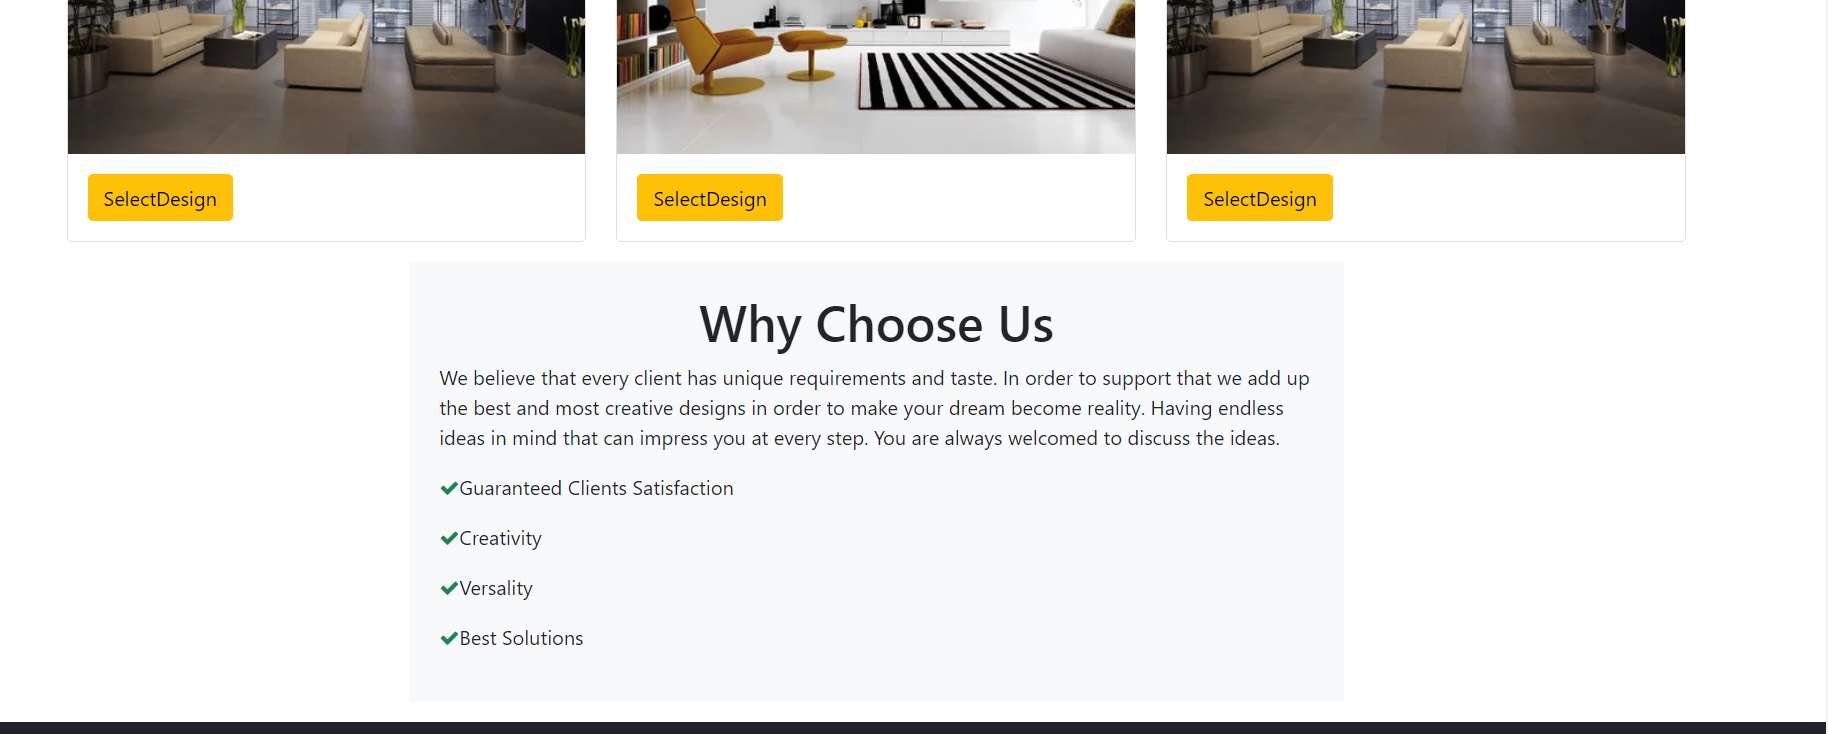 SelectDesign
SelectDesign
SelectDesign
Why Choose Us
We believe that every client has unique requirements and taste. In order to support that we add up
the best and most creative designs in order to make your dream become reality. Having endless
ideas in mind that can impress you at every step. You are always welcomed to discuss the ideas.
Guaranteed Clients Satisfaction
Creativity
Versality
Best Solutions